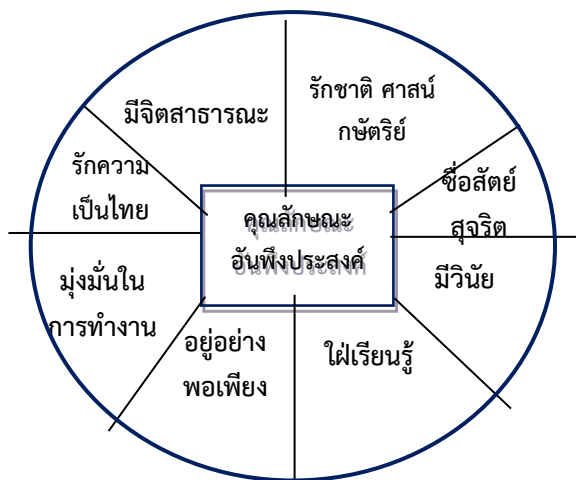 คุณลักษณะ
อันพึงประสงค์
รักชาติ ศาสน์
กษัตริย์
ซื่อสัตย์
สุจริต
มีวินัย
ใฝ่เรียนรู้
อยู่อย่าง
พอเพียง
มุ่งมั่นใน
การทำงาน
รักความ
เป็นไทย
มีจิตสาธารณะ